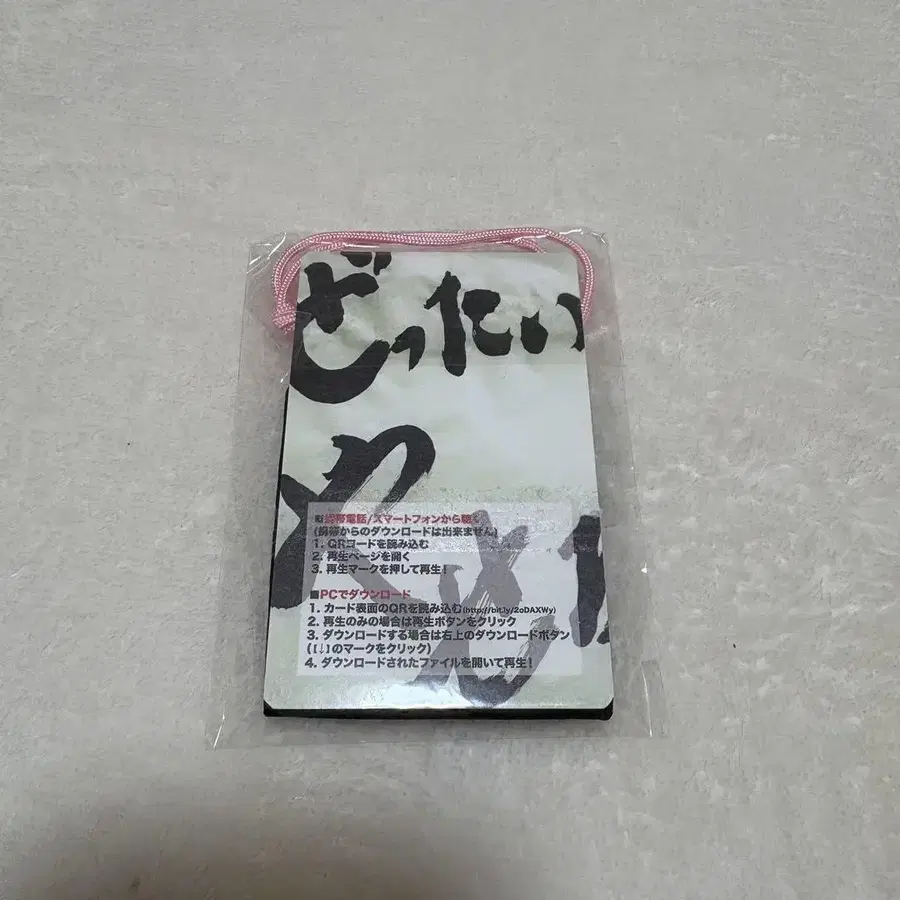 ぜったい
■携帯電話/スマートフォンから聴く
(携帯からのダウンロードは出来ません)
1. QRコードを読み込む
2. 再生ページを開く
3. 再生マークを押して再生！
■PCでダウンロード
1. カード表面のQRを読み込む(http://bit.ly/2oDAXWy)
2. 再生のみの場合は再生ボタンをクリック
3. ダウンロードする場合は右上のダウンロードボタン
(【↓】のマークをクリック)
4. ダウンロードされたファイルを開いて再生！